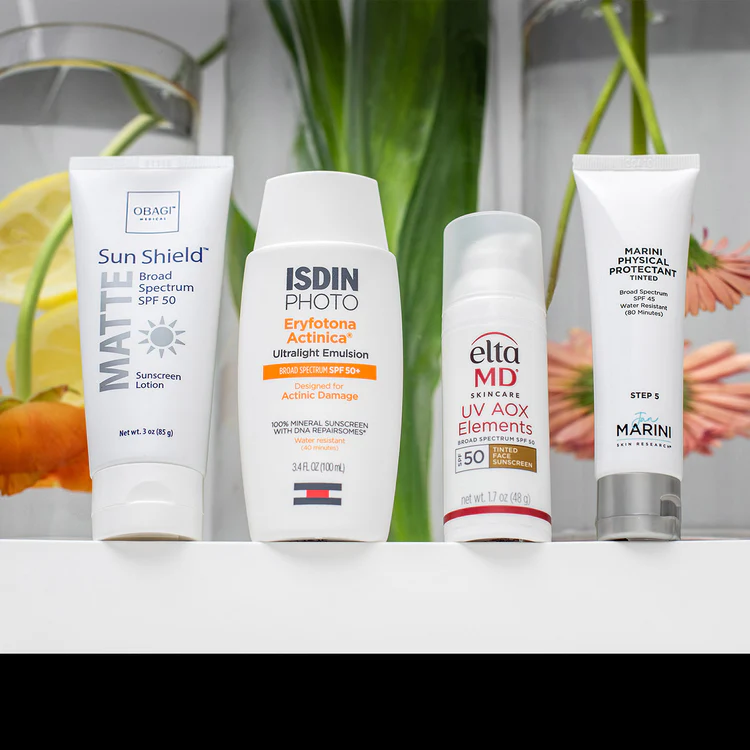 OBAGI™
MEDICAL
Sun Shield™
MATTE
Broad
Spectrum
SPF 50
Sunscreen
Lotion
Net wt. 3 oz (85 g)
ISDIN
PHOTO
Eryfotona
Actinica®
Ultralight Emulsion
BROAD SPECTRUM SPF 50+
Designed for
Actinic Damage
100% MINERAL SUNSCREEN
WITH DNA REPAIRSOMES®
Water resistant
(40 minutes)
3.4 FL OZ (100 mL)
elta
MD®
SKINCARE
UV AOX
Elements
BROAD SPECTRUM SPF 50
SPF 50
TINTED
FACE
SUNSCREEN
net wt. 1.7 oz (48 g)
MARINI
PHYSICAL
PROTECTANT
TINTED
Broad Spectrum
SPF 45
Water Resistant
(80 Minutes)
STEP 5
Jan
MARINI
SKIN RESEARCH®